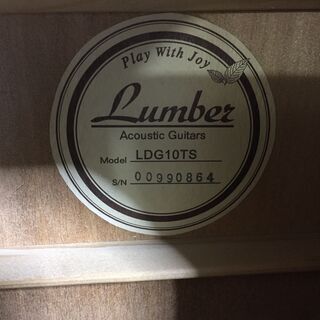 Play With Joy
Lumber
Acoustic Guitars
Model LDG10TS
S/N 00990864